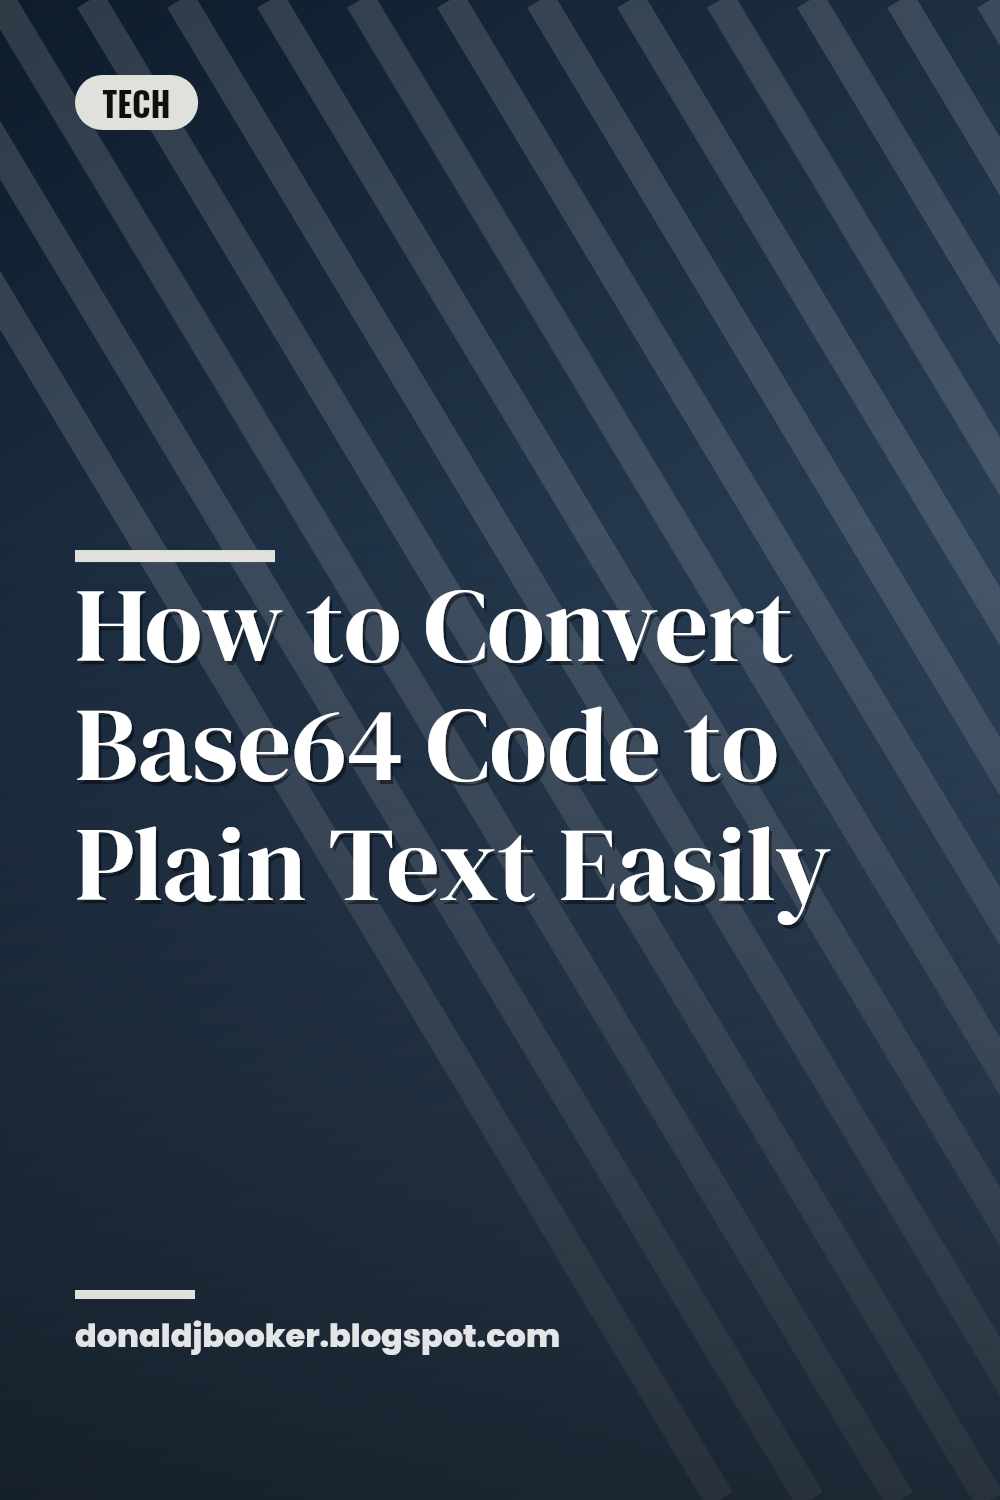 TECH
How to Convert
Base64 Code to
Plain Text Easily
donaldjbooker.blogspot.com